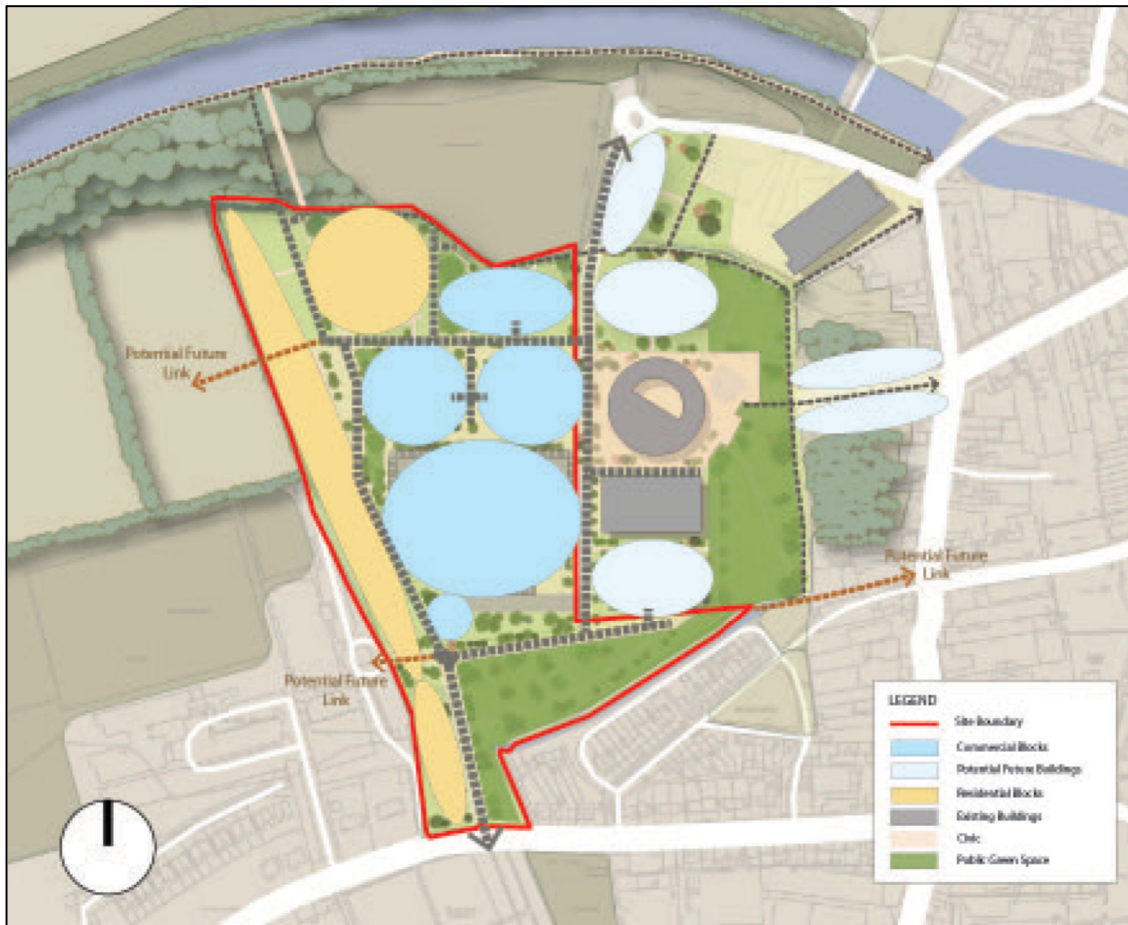 Potential Future
Link
Potential Future
Link
Potential Future
Link
LEGEND
Site Boundary
Commercial Blocks
Potential Future Buildings
Residential Blocks
Existing Buildings
Civic
Public Green Space